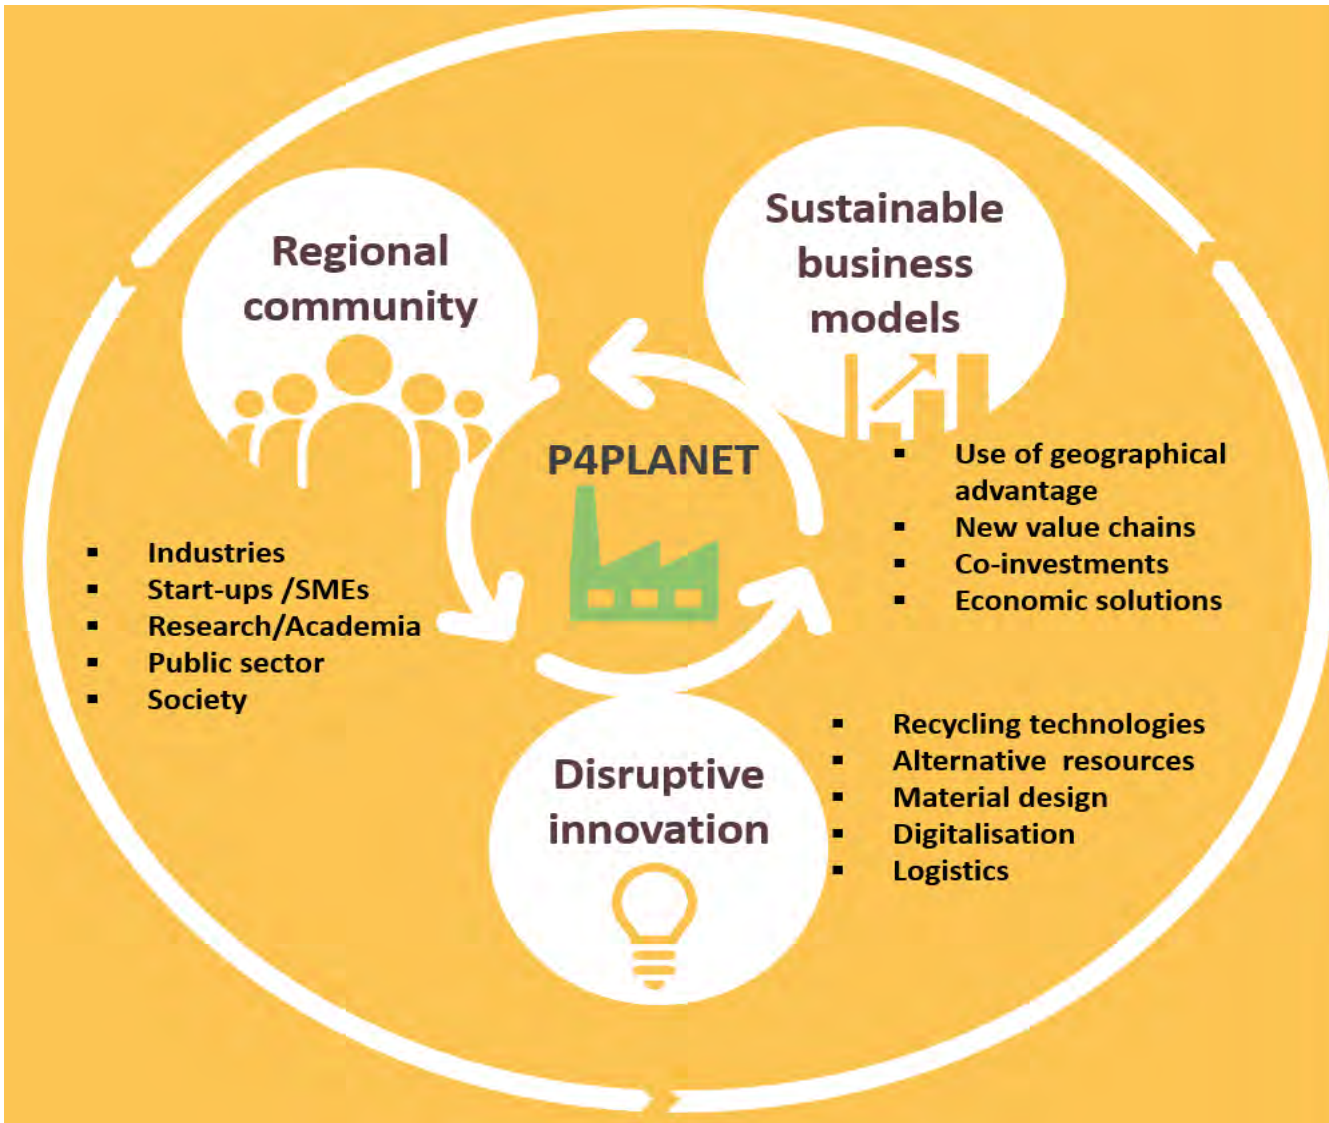 Regional
community
Sustainable
business
models
P4PLANET
▪ Industries
▪ Start-ups /SMEs
▪ Research/Academia
▪ Public sector
▪ Society
▪ Use of geographical
advantage
▪ New value chains
▪ Co-investments
▪ Economic solutions
Disruptive
innovation
▪ Recycling technologies
▪ Alternative  resources
▪ Material design
▪ Digitalisation
▪ Logistics